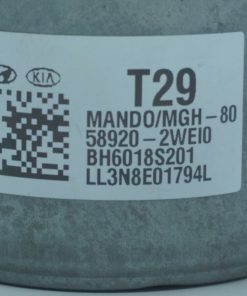 KIA
T29
MANDO/MGH-80
58920-2WEI0
BH6018S201
LL3N8E01794L